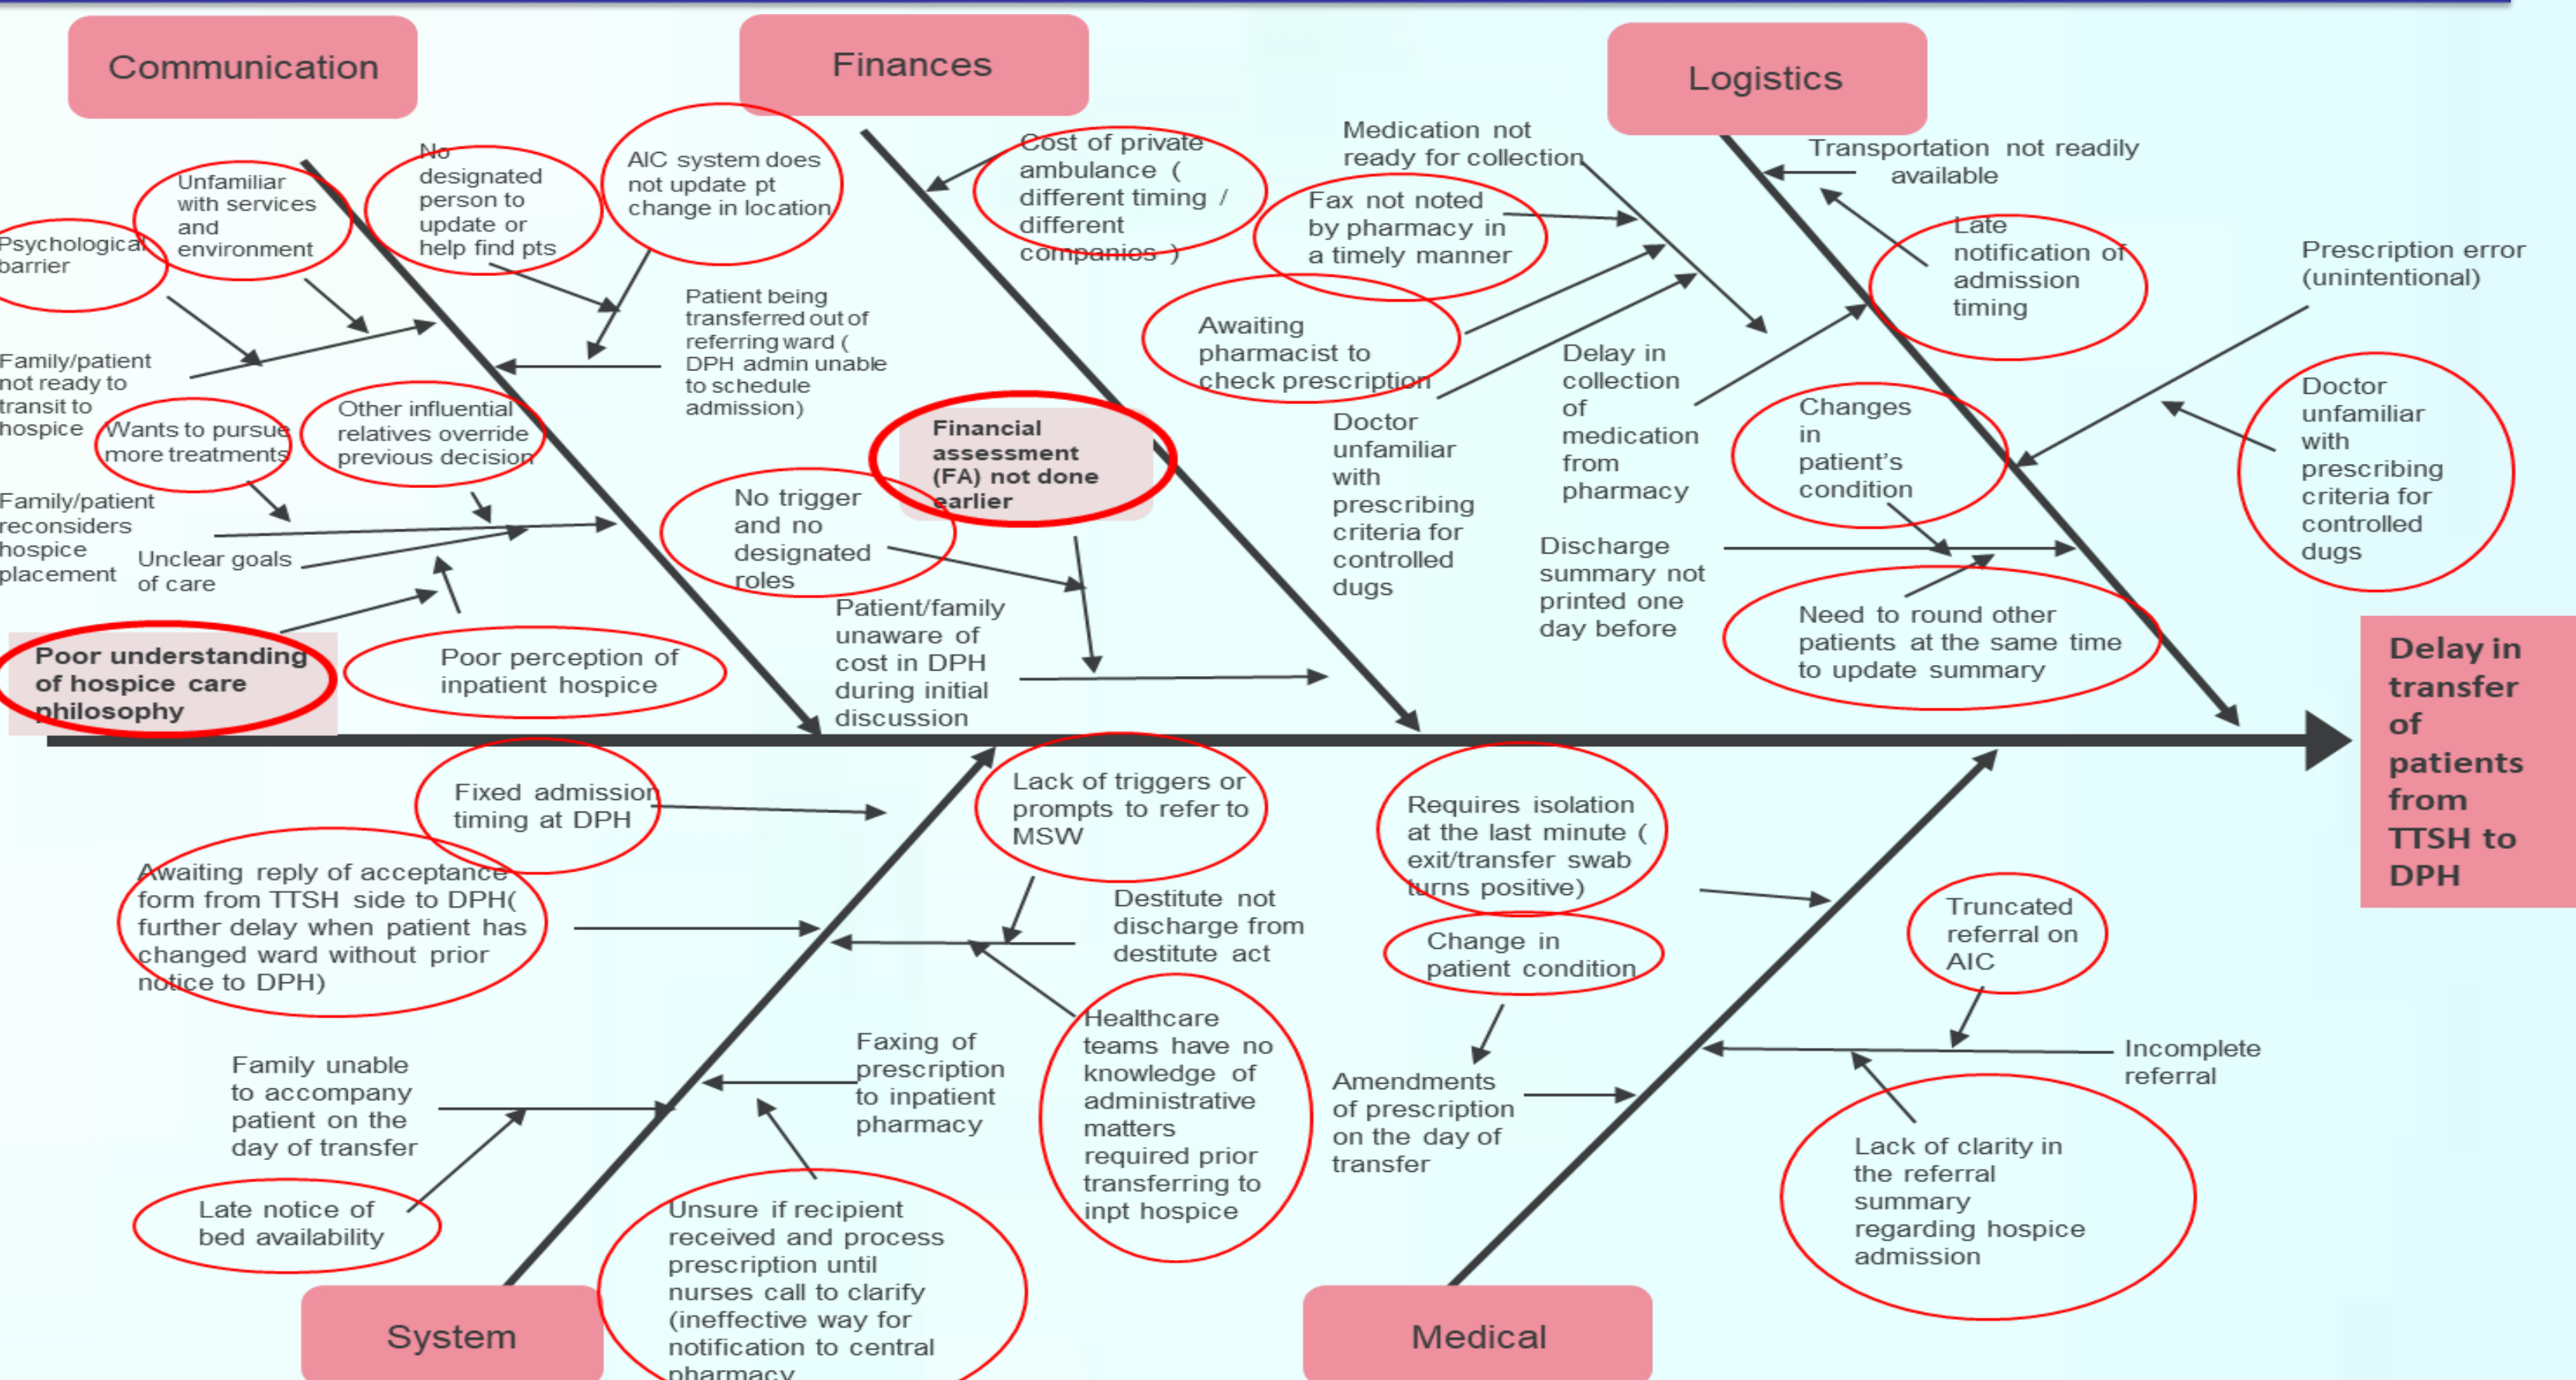 Communication
Finances
Logistics
Psychological
barrier
Unfamiliar
with services
and
environment
No
designated
person to
update or
help find pts
AIC system does
not update pt
change in location
Family/patient
not ready to
transit to
hospice
Patient being
transferred out of
referring ward (
DPH admin unable
to schedule
admission)
Wants to pursue
more treatments
Other influential
relatives override
previous decision
Family/patient
reconsiders
hospice
placement
Unclear goals
of care
Poor understanding
of hospice care
philosophy
Poor perception of
inpatient hospice
Cost of private
ambulance (
different timing /
different
companies )
Financial
assessment
(FA) not done
earlier
No trigger
and no
designated
roles
Patient/family
unaware of
cost in DPH
during initial
discussion
Medication not
ready for collection
Fax not noted
by pharmacy in
a timely manner
Awaiting
pharmacist to
check prescription
Doctor
unfamiliar
with
prescribing
criteria for
controlled
dugs
Delay in
collection
of
medication
from
pharmacy
Transportation not readily
available
Late
notification of
admission
timing
Prescription error
(unintentional)
Doctor
unfamiliar
with
prescribing
criteria for
controlled
dugs
Changes
in
patient's
condition
Discharge
summary not
printed one
day before
Need to round other
patients at the same time
to update summary
Delay in
transfer
of
patients
from
TTSH to
DPH
Fixed admission
timing at DPH
Awaiting reply of acceptance
form from TTSH side to DPH(
further delay when patient has
changed ward without prior
notice to DPH)
Family unable
to accompany
patient on the
day of transfer
Late notice of
bed availability
Lack of triggers or
prompts to refer to
MSW
Destitute not
discharge from
destitute act
Healthcare
teams have no
knowledge of
administrative
matters
required prior
transferring to
inpt hospice
Faxing of
prescription
to inpatient
pharmacy
Unsure if recipient
received and process
prescription until
nurses call to clarify
(ineffective way for
notification to central
pharmacy
Requires isolation
at the last minute (
exit/transfer swab
turns positive)
Change in
patient condition
Amendments
of prescription
on the day of
transfer
Truncated
referral on
AIC
Incomplete
referral
Lack of clarity in
the referral
summary
regarding hospice
admission
System
Medical